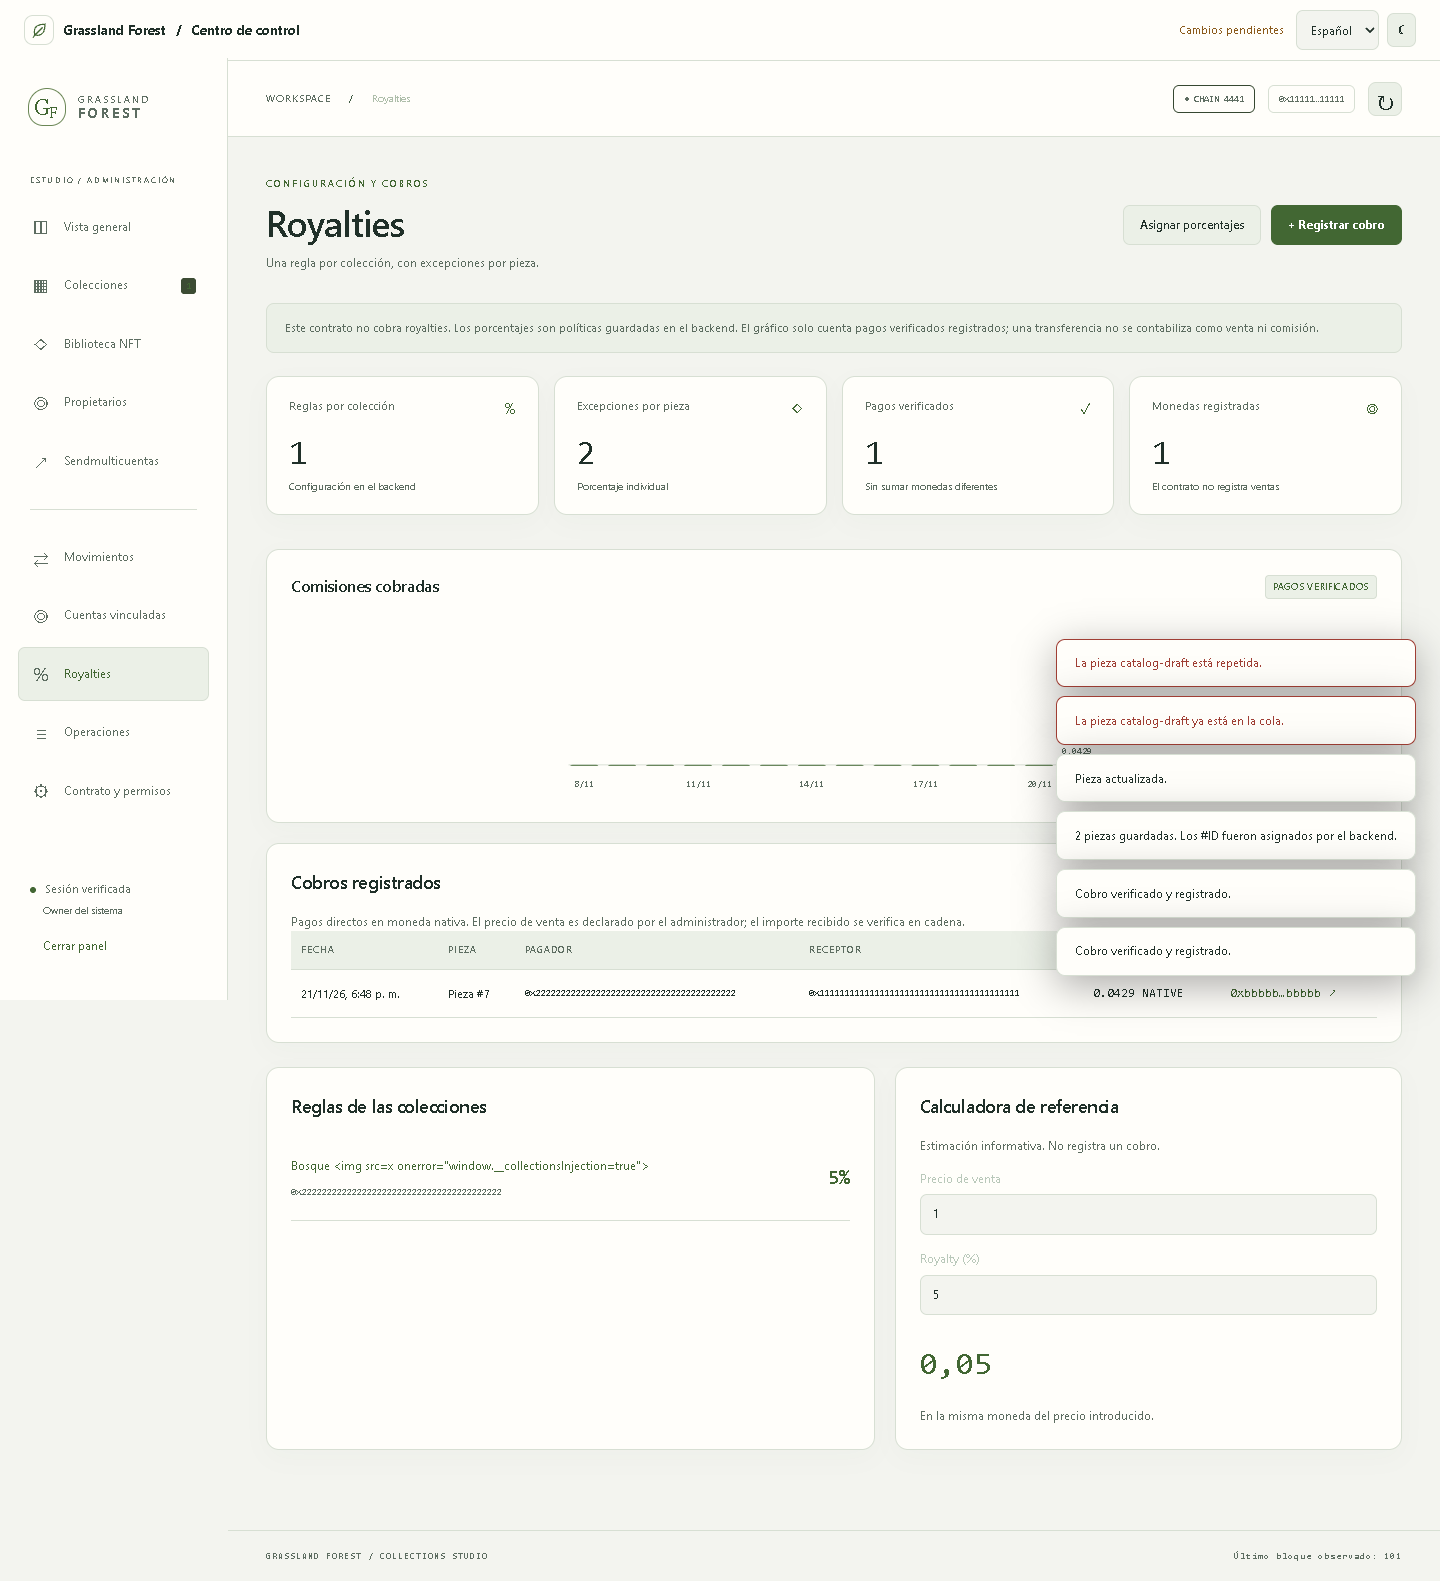 Grassland Forest / Centro de control
Cambios pendientes
Español
GF
GRASSLAND
FOREST
WORKSPACE / Royalties
• CHAIN 4441
0x11111…11111
ESTUDIO / ADMINISTRACIÓN
Vista general
Colecciones
Biblioteca NFT
Propietarios
Sendmulticuentas
Movimientos
Cuentas vinculadas
Royalties
Operaciones
Contrato y permisos
Sesión verificada
Owner del sistema
Cerrar panel
CONFIGURACIÓN Y COBROS
Royalties
Una regla por colección, con excepciones por pieza.
Asignar porcentajes
+ Registrar cobro
Este contrato no cobra royalties. Los porcentajes son políticas guardadas en el backend. El gráfico solo cuenta pagos verificados registrados; una transferencia no se contabiliza como venta ni comisión.
Reglas por colección %
1
Configuración en el backend
Excepciones por pieza
2
Porcentaje individual
Pagos verificados ✓
1
Sin sumar monedas diferentes
Monedas registradas
1
El contrato no registra ventas
Comisiones cobradas
PAGOS VERIFICADOS
0.0429
8/11 11/11 14/11 17/11 20/11
La pieza catalog-draft está repetida.
La pieza catalog-draft ya está en la cola.
Pieza actualizada.
2 piezas guardadas. Los #ID fueron asignados por el backend.
Cobro verificado y registrado.
Cobro verificado y registrado.
Cobros registrados
Pagos directos en moneda nativa. El precio de venta es declarado por el administrador; el importe recibido se verifica en cadena.
FECHA PIEZA PAGADOR RECEPTOR
21/11/26, 6:48 p. m. Pieza #7 0x2222222222222222222222222222222222222222 0x1111111111111111111111111111111111111111 0.0429 NATIVE 0xbbbbb…bbbbb ↗
Reglas de las colecciones
Bosque <img src=x onerror="window.__collectionsInjection=true">
0x2222222222222222222222222222222222222222
5%
Calculadora de referencia
Estimación informativa. No registra un cobro.
Precio de venta
1
Royalty (%)
5
0,05
En la misma moneda del precio introducido.
GRASSLAND FOREST / COLLECTIONS STUDIO
Último bloque observado: 101